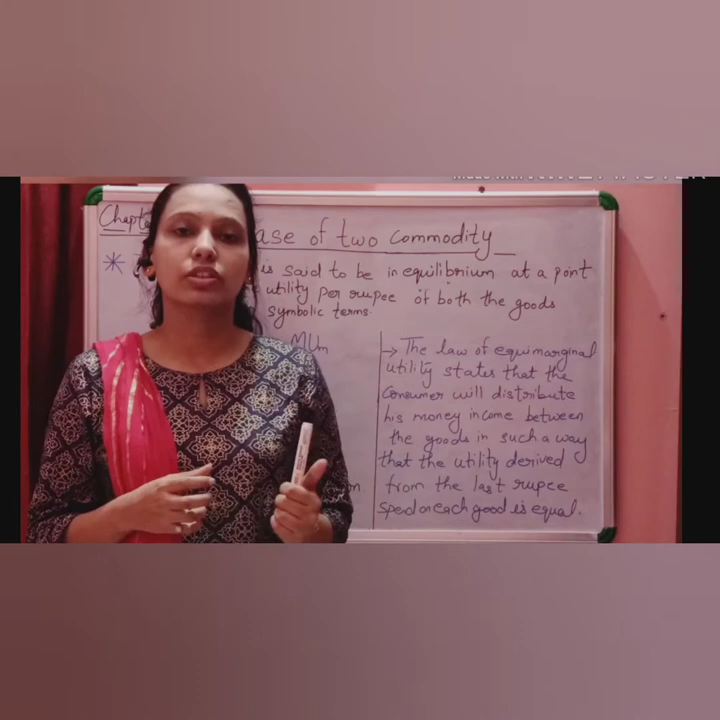 Chapt ase of two commodity
is said to be in equilibrium at a point
utility per rupee of both the goods
symbolic terms.
MUm
→ The law of equimarginal
utility states that the
Consumer will distribute
his money income between
the goods in such a way
that the utility derived
from the last rupee
spend on each good is equal.
m.